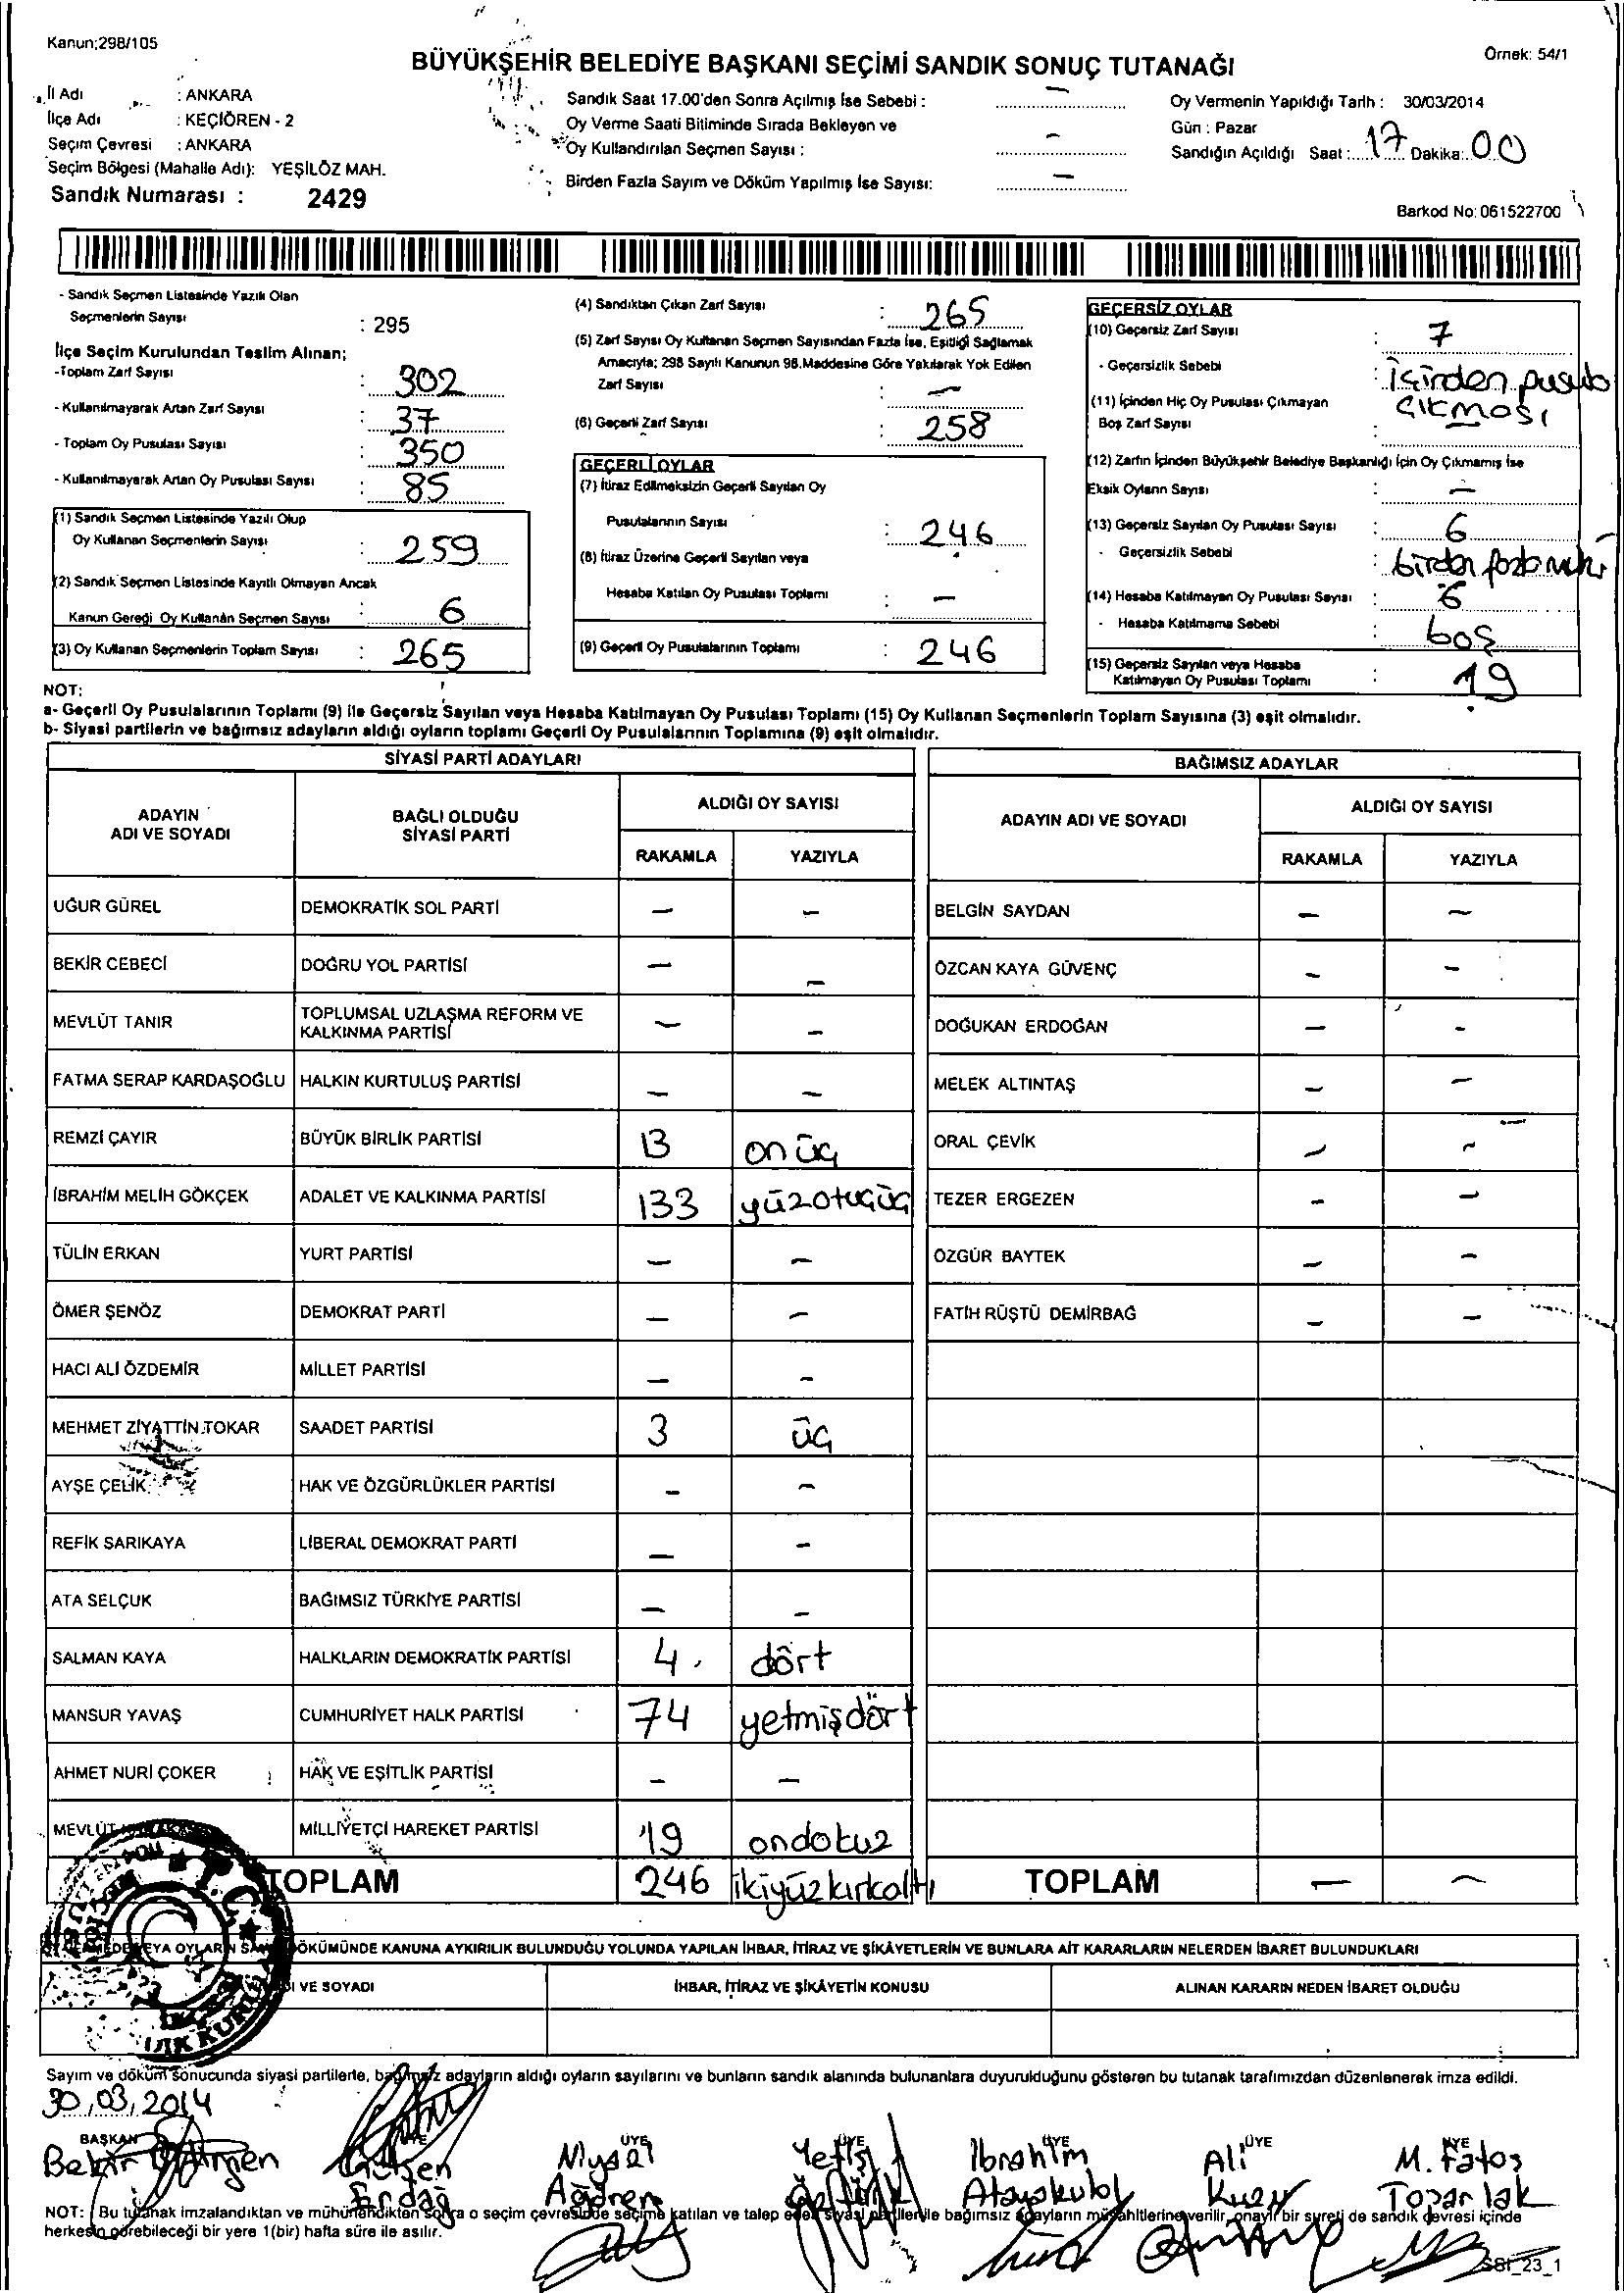 Kanun;298/105
Örnek: 54/1
BÜYÜKŞEHİR BELEDİYE BAŞKANI SEÇİMİ SANDIK SONUÇ TUTANAĞI
İl Adı : ANKARA
İlçe Adı : KEÇİÖREN - 2
Seçim Çevresi : ANKARA
Seçim Bölgesi (Mahalle Adı): YEŞİLÖZ MAH.
Sandık Numarası : 2429
Sandık Saat 17.00'den Sonra Açılmış İse Sebebi : –
Oy Verme Saati Bitiminde Sırada Bekleyen ve
Oy Kullandırılan Seçmen Sayısı : –
Birden Fazla Sayım ve Döküm Yapılmış İse Sayısı: –
Oy Vermenin Yapıldığı Tarih : 30/03/2014
Gün : Pazar
Sandığın Açıldığı Saat : 17 Dakika: 00
Barkod No: 061522700
- Sandık Seçmen Listesinde Yazılı Olan
Seçmenlerin Sayısı : 295
İlçe Seçim Kurulundan Teslim Alınan;
-Toplam Zarf Sayısı : 302
- Kullanılmayarak Artan Zarf Sayısı : 37
- Toplam Oy Pusulası Sayısı : 350
- Kullanılmayarak Artan Oy Pusulası Sayısı : 85
(1) Sandık Seçmen Listesinde Yazılı Olup
Oy Kullanan Seçmenlerin Sayısı : 259
(2) Sandık Seçmen Listesinde Kayıtlı Olmayan Ancak
Kanun Gereği Oy Kullanan Seçmen Sayısı : 6
(3) Oy Kullanan Seçmenlerin Toplam Sayısı : 265
(4) Sandıktan Çıkan Zarf Sayısı : 265
(5) Zarf Sayısı Oy Kullanan Seçmen Sayısından Fazla İse, Eşitliği Sağlamak
Amacıyla; 298 Sayılı Kanunun 98.Maddesine Göre Yakılarak Yok Edilen
Zarf Sayısı : –
(6) Geçerli Zarf Sayısı : 258
GEÇERLİ OYLAR
(7) İtiraz Edilmeksizin Geçerli Sayılan Oy
Pusulalarının Sayısı : 246
(8) İtiraz Üzerine Geçerli Sayılan veya
Hesaba Katılan Oy Pusulası Toplamı : –
(9) Geçerli Oy Pusulalarının Toplamı : 246
GEÇERSİZ OYLAR
(10) Geçersiz Zarf Sayısı : 7
- Geçersizlik Sebebi : içinden pusula
çıkması
(11) İçinden Hiç Oy Pusulası Çıkmayan
Boş Zarf Sayısı :
(12) Zarfın İçinden Büyükşehir Belediye Başkanlığı İçin Oy Çıkmamış İse
Eksik Oyların Sayısı : –
(13) Geçersiz Sayılan Oy Pusulası Sayısı : 6
- Geçersizlik Sebebi : birden fazla
(14) Hesaba Katılmayan Oy Pusulası Sayısı : 6
- Hesaba Katılmama Sebebi : boş
(15) Geçersiz Sayılan veya Hesaba
Katılmayan Oy Pusulası Toplamı : 19
NOT:
a- Geçerli Oy Pusulalarının Toplamı (9) ile Geçersiz Sayılan veya Hesaba Katılmayan Oy Pusulası Toplamı (15) Oy Kullanan Seçmenlerin Toplam Sayısına (3) eşit olmalıdır.
b- Siyasi partilerin ve bağımsız adayların aldığı oyların toplamı Geçerli Oy Pusulalarının Toplamına (9) eşit olmalıdır.
SİYASİ PARTİ ADAYLARI
ADAYIN ADI VE SOYADI BAĞLI OLDUĞU SİYASİ PARTİ ALDIĞI OY SAYISI
RAKAMLA YAZIYLA
UĞUR GÜREL DEMOKRATİK SOL PARTİ – –
BEKİR CEBECİ DOĞRU YOL PARTİSİ – –
MEVLÜT TANIR TOPLUMSAL UZLAŞMA REFORM VE KALKINMA PARTİSİ – –
FATMA SERAP KARDAŞOĞLU HALKIN KURTULUŞ PARTİSİ – –
REMZİ ÇAYIR BÜYÜK BİRLİK PARTİSİ 13 onüç
İBRAHİM MELİH GÖKÇEK ADALET VE KALKINMA PARTİSİ 133 yüzotuçüç
TÜLİN ERKAN YURT PARTİSİ – –
ÖMER ŞENÖZ DEMOKRAT PARTİ – –
HACI ALİ ÖZDEMİR MİLLET PARTİSİ – –
MEHMET ZİYATTİN TOKAR SAADET PARTİSİ 3 üç
AYŞE ÇELİK HAK VE ÖZGÜRLÜKLER PARTİSİ – –
REFİK SARIKAYA LİBERAL DEMOKRAT PARTİ – –
ATA SELÇUK BAĞIMSIZ TÜRKİYE PARTİSİ – –
SALMAN KAYA HALKLARIN DEMOKRATİK PARTİSİ 4 dört
MANSUR YAVAŞ CUMHURİYET HALK PARTİSİ 74 yetmişdört
AHMET NURİ ÇOKER HAK VE EŞİTLİK PARTİSİ – –
MEVLÜT MİLLİYETÇİ HAREKET PARTİSİ 19 ondokuz
TOPLAM 246 ikiyüzkırkaltı
BAĞIMSIZ ADAYLAR
ADAYIN ADI VE SOYADI ALDIĞI OY SAYISI
RAKAMLA YAZIYLA
BELGİN SAYDAN – –
ÖZCAN KAYA GÜVENÇ – –
DOĞUKAN ERDOĞAN – –
MELEK ALTINTAŞ – –
ORAL ÇEVİK – –
TEZER ERGEZEN – –
ÖZGÜR BAYTEK – –
FATİH RÜŞTÜ DEMİRBAĞ – –
TOPLAM – –
OYLARIN DÖKÜMÜNDE KANUNA AYKIRILIK BULUNDUĞU YOLUNDA YAPILAN İHBAR, İTİRAZ VE ŞİKÂYETLERİN VE BUNLARA AİT KARARLARIN NELERDEN İBARET BULUNDUKLARI
VE SOYADI İHBAR, İTİRAZ VE ŞİKÂYETİN KONUSU ALINAN KARARIN NEDEN İBARET OLDUĞU
Sayım ve döküm sonucunda siyasi partilerle, bağımsız adayların aldığı oyların sayılarını ve bunların sandık alanında bulunanlara duyurulduğunu gösteren bu tutanak tarafımızdan düzenlenerek imza edildi.
30,03,2014
BAŞKAN ÜYE ÜYE ÜYE ÜYE ÜYE
Bekir Gülşen Niyazi Yetiş İbrahim Ali M. Fatoş
Erdağ Ağören Öztürk Toparlak
NOT: Bu tutanak imzalandıktan ve mühürlendikten sonra o seçim çevresinde seçime katılan ve talep eden siyasi partilerle bağımsız adayların müşahitlerine verilir, onaylı bir sureti de sandık çevresi içinde
herkesin görebileceği bir yere 1(bir) hafta süre ile asılır.
SSI_23_1